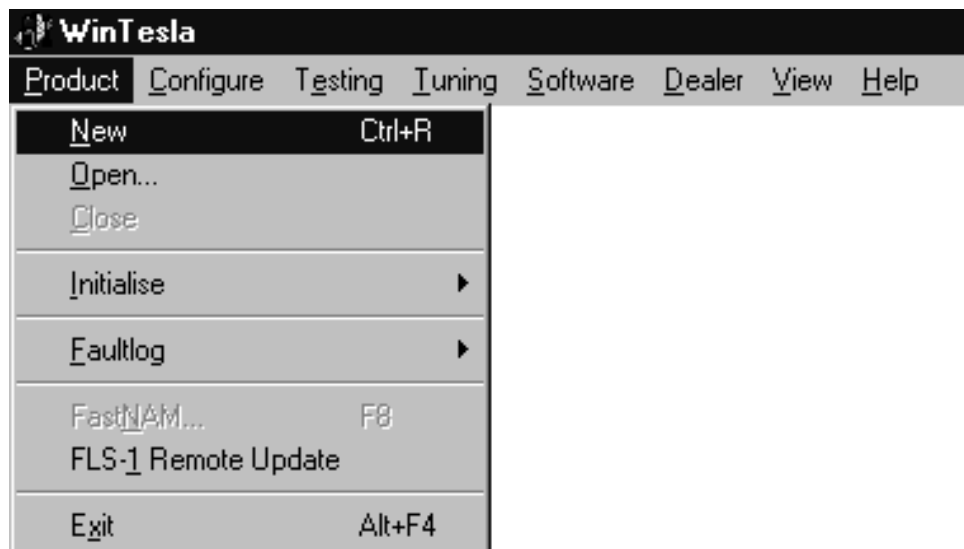 WinTesla
Product Configure Testing Tuning Software Dealer View Help
New Ctrl+R
Open...
Close
Initialise
Faultlog
FastNAM... F8
FLS-1 Remote Update
Exit Alt+F4